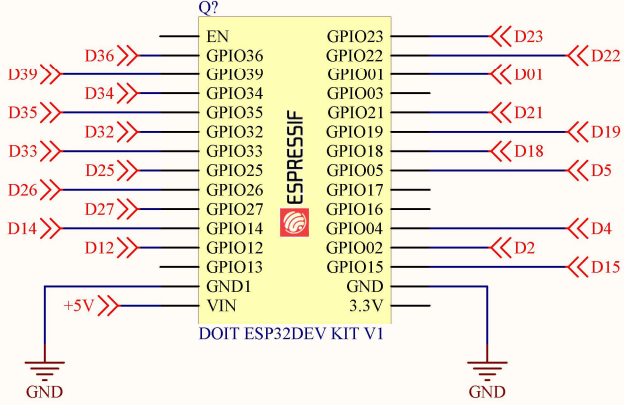 Q?
EN GPIO23 D23
D36 GPIO36 GPIO22 D22
D39 GPIO39 GPIO01 D01
D34 GPIO34 GPIO03
D35 GPIO35 GPIO21 D21
D32 GPIO32 GPIO19 D19
D33 GPIO33 GPIO18 D18
D25 GPIO25 GPIO05 D5
D26 GPIO26 GPIO17
D27 GPIO27 GPIO16
D14 GPIO14 GPIO04 D4
D12 GPIO12 GPIO02 D2
GPIO13 GPIO15 D15
GND1 GND
+5V VIN 3.3V
ESPRESSIF
DOIT ESP32DEV KIT V1
GND GND